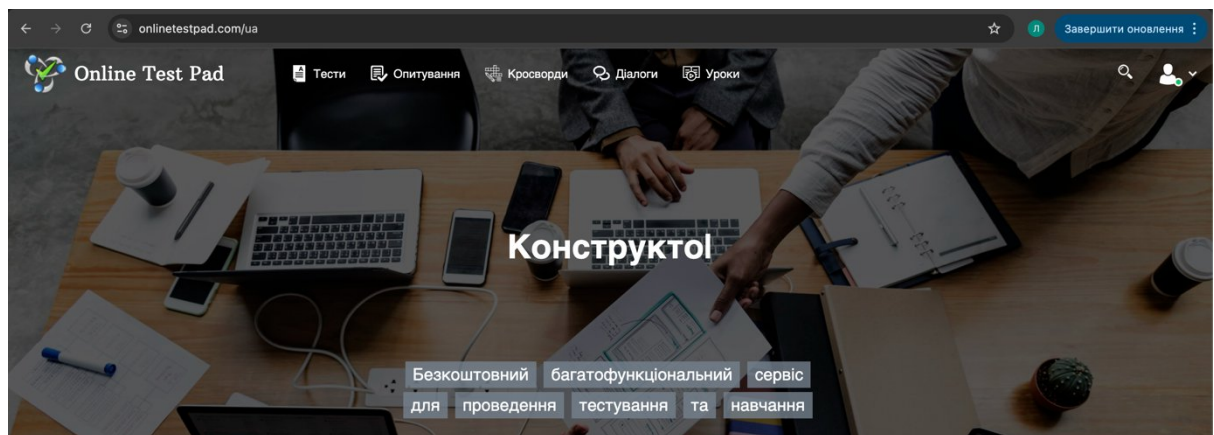 onlinetestpad.com/ua
Л
Завершити оновлення
Online Test Pad
Тести
Опитування
Кросворди
Діалоги
Уроки
Конструкто
Безкоштовний багатофункціональний сервіс
для проведення тестування та навчання